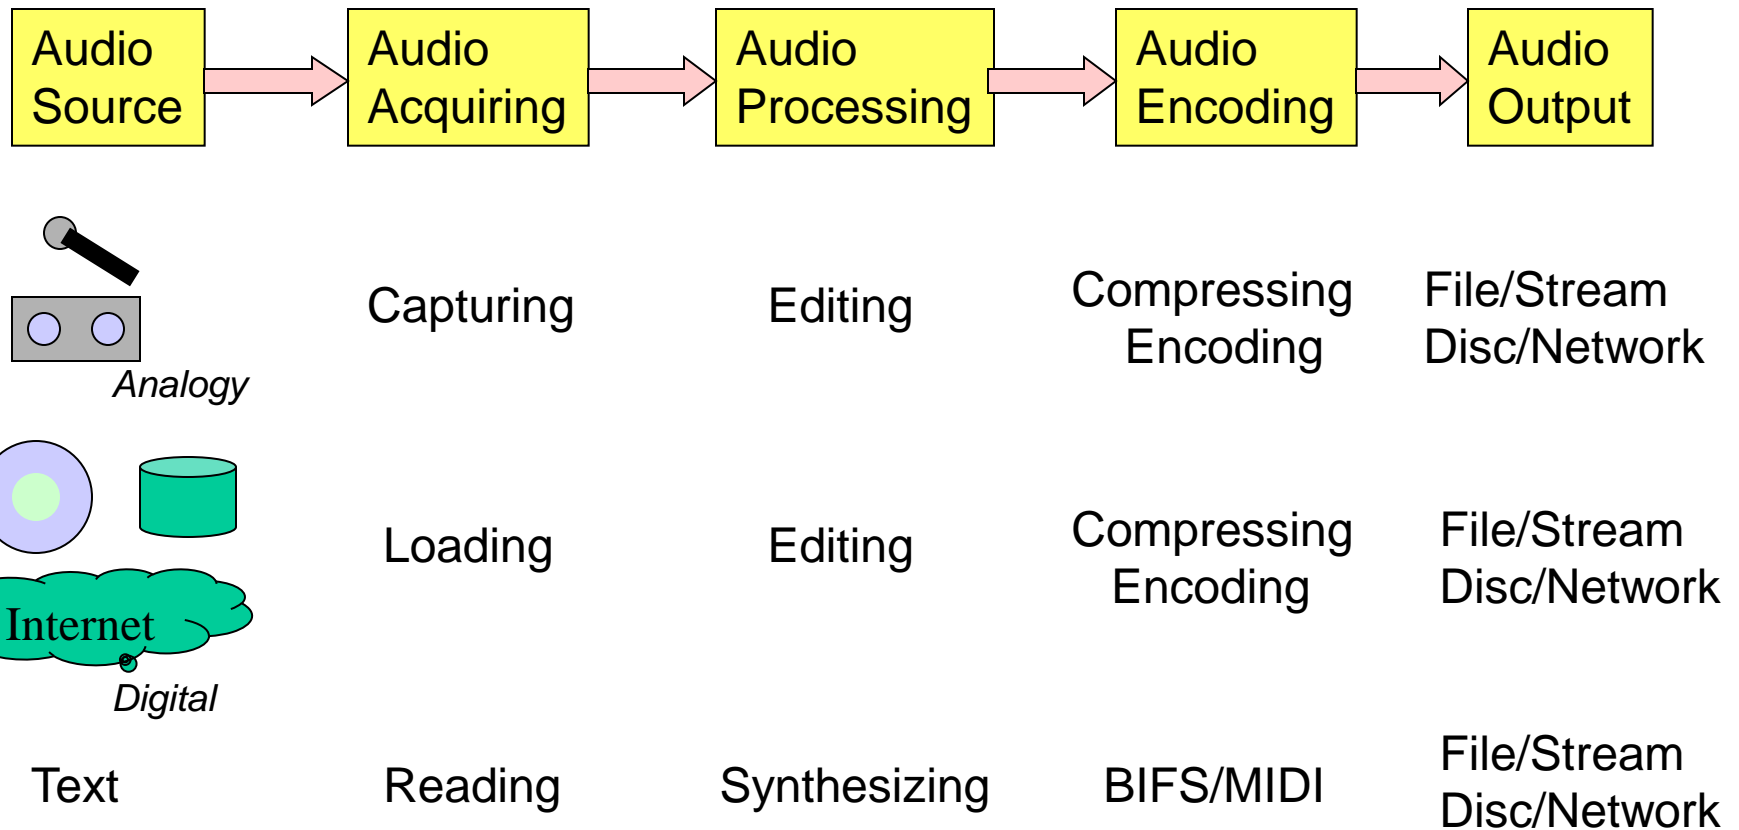 Audio
Source
Audio
Acquiring
Audio
Processing
Audio
Encoding
Audio
Output
Analogy
Capturing
Editing
Compressing
Encoding
File/Stream
Disc/Network
Internet
Digital
Loading
Editing
Compressing
Encoding
File/Stream
Disc/Network
Text
Reading
Synthesizing
BIFS/MIDI
File/Stream
Disc/Network